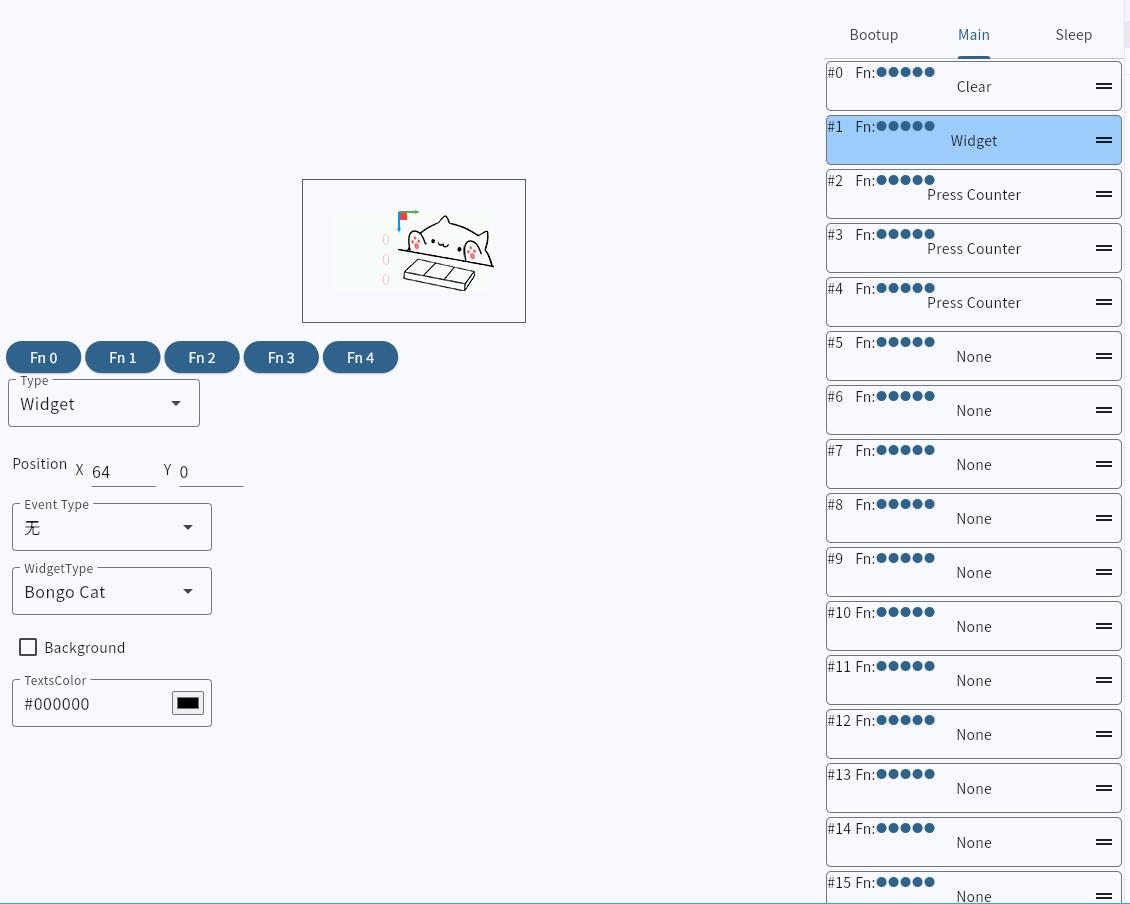 Bootup Main Sleep
#0 Fn:
Clear
#1 Fn:
Widget
#2 Fn:
Press Counter
#3 Fn:
Press Counter
#4 Fn:
Press Counter
#5 Fn:
None
#6 Fn:
None
#7 Fn:
None
#8 Fn:
None
#9 Fn:
None
#10 Fn:
None
#11 Fn:
None
#12 Fn:
None
#13 Fn:
None
#14 Fn:
None
#15 Fn:
None
0
0
0
Fn 0 Fn 1 Fn 2 Fn 3 Fn 4
Type
Widget
Position X 64 Y 0
Event Type
无
WidgetType
Bongo Cat
Background
TextsColor
#000000